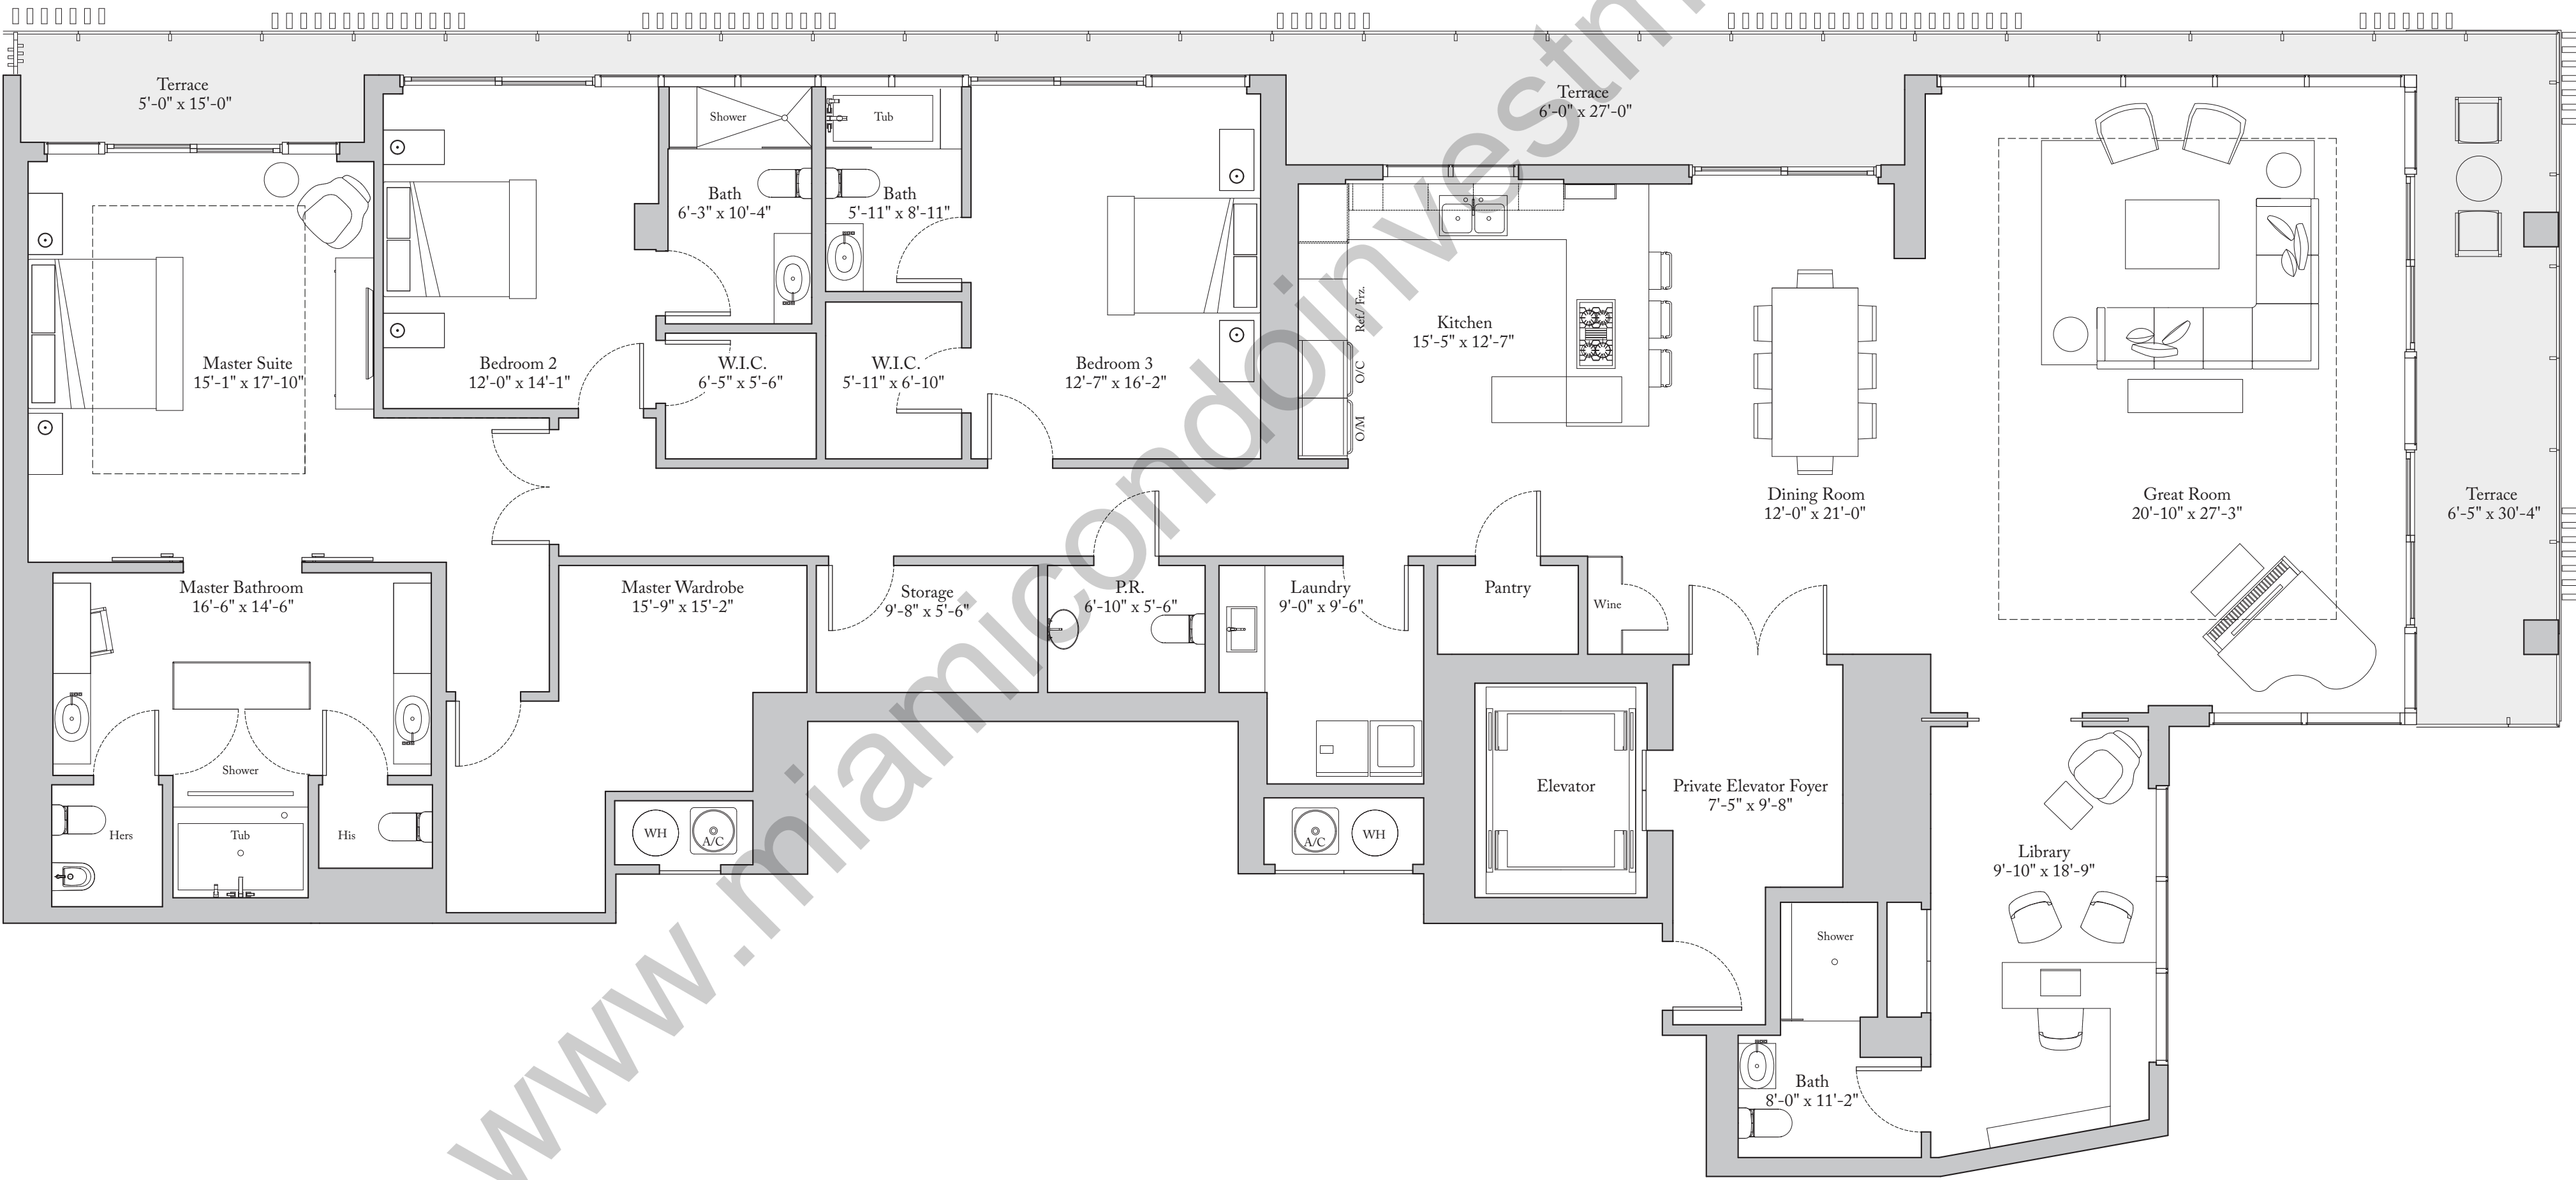 Terrace
5'-0" x 15'-0"
Terrace
6'-0" x 27'-0"
Shower
Tub
Bath
6'-3" x 10'-4"
Bath
5'-11" x 8'-11"
Master Suite
15'-1" x 17'-10"
Bedroom 2
12'-0" x 14'-1"
W.I.C.
6'-5" x 5'-6"
W.I.C.
5'-11" x 6'-10"
Bedroom 3
12'-7" x 16'-2"
Ref./ Frz.
O/C
O/M
Kitchen
15'-5" x 12'-7"
Dining Room
12'-0" x 21'-0"
Great Room
20'-10" x 27'-3"
Terrace
6'-5" x 30'-4"
Master Bathroom
16'-6" x 14'-6"
Master Wardrobe
15'-9" x 15'-2"
Storage
9'-8" x 5'-6"
P.R.
6'-10" x 5'-6"
Laundry
9'-0" x 9'-6"
Pantry
Wine
Shower
Hers
Tub
His
WH
A/C
A/C
WH
Elevator
Private Elevator Foyer
7'-5" x 9'-8"
Library
9'-10" x 18'-9"
Shower
Bath
8'-0" x 11'-2"
www.miamicondoinvestm